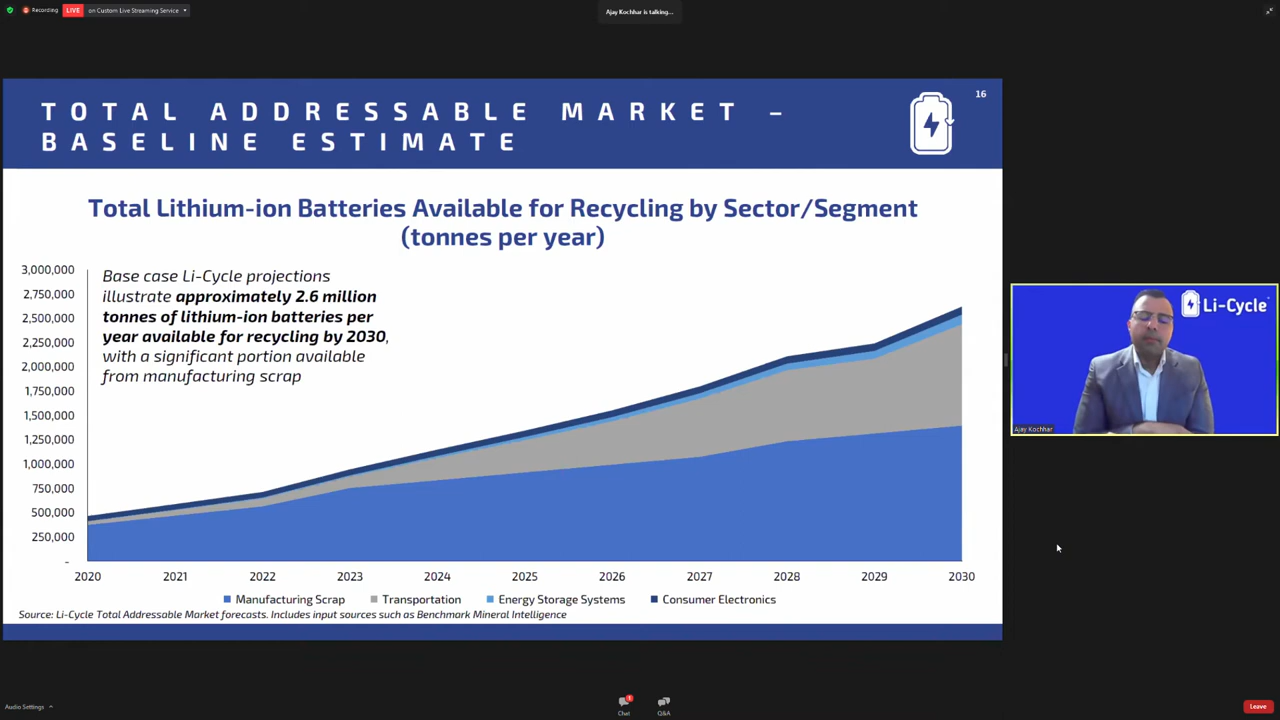 Recording
LIVE
on Custom Live Streaming Service
Ajay Kochhar is talking...
TOTAL ADDRESSABLE MARKET –
BASELINE ESTIMATE
16
Total Lithium-ion Batteries Available for Recycling by Sector/Segment
(tonnes per year)
3,000,000
2,750,000
2,500,000
2,250,000
2,000,000
1,750,000
1,500,000
1,250,000
1,000,000
750,000
500,000
250,000
-
Base case Li-Cycle projections
illustrate approximately 2.6 million
tonnes of lithium-ion batteries per
year available for recycling by 2030,
with a significant portion available
from manufacturing scrap
2020 2021 2022 2023 2024 2025 2026 2027 2028 2029 2030
Manufacturing Scrap Transportation Energy Storage Systems Consumer Electronics
Source: Li-Cycle Total Addressable Market forecasts. Includes input sources such as Benchmark Mineral Intelligence
Li-Cycle
Ajay Kochhar
Audio Settings
1
Chat
Q&A
Leave